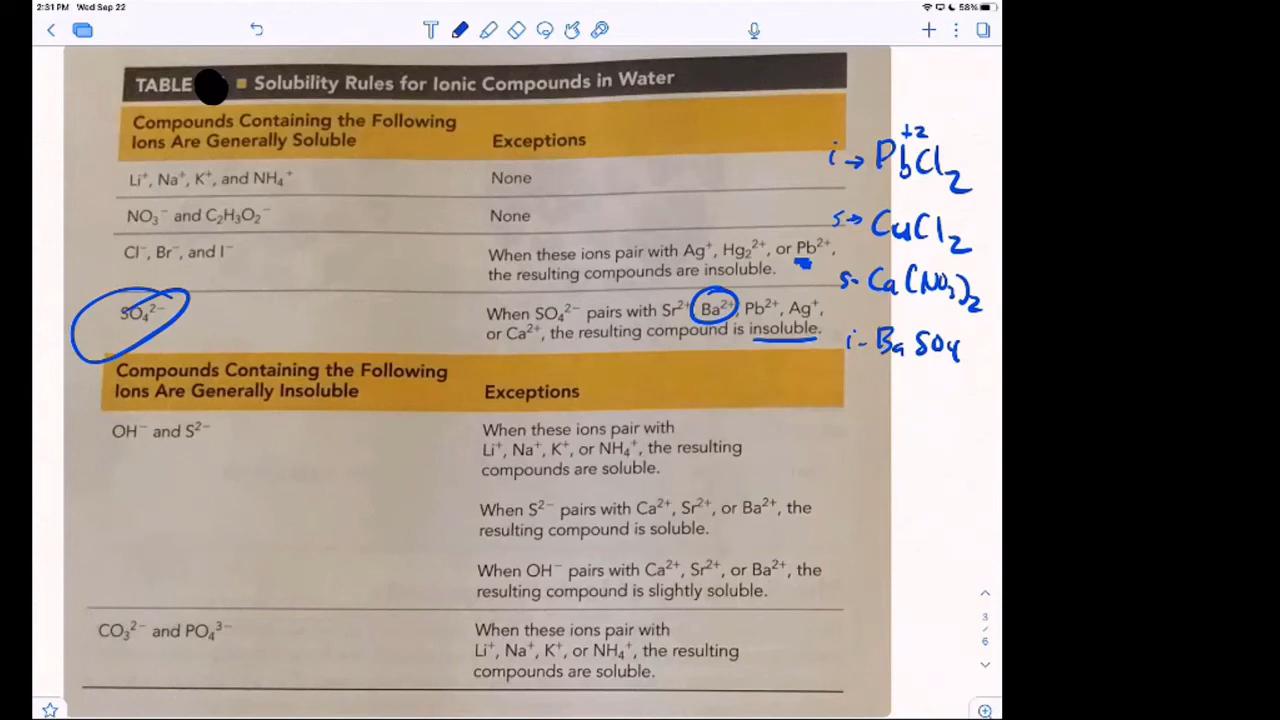 2:31 PM Wed Sep 22
58%
TABLE ■ Solubility Rules for Ionic Compounds in Water
Compounds Containing the Following
Ions Are Generally Soluble
Exceptions
Li⁺, Na⁺, K⁺, and NH₄⁺
None
NO₃⁻ and C₂H₃O₂⁻
None
Cl⁻, Br⁻, and I⁻
When these ions pair with Ag⁺, Hg₂²⁺, or Pb²⁺,
the resulting compounds are insoluble.
SO₄²⁻
When SO₄²⁻ pairs with Sr²⁺ Ba²⁺, Pb²⁺, Ag⁺,
or Ca²⁺, the resulting compound is insoluble.
Compounds Containing the Following
Ions Are Generally Insoluble
Exceptions
OH⁻ and S²⁻
When these ions pair with
Li⁺, Na⁺, K⁺, or NH₄⁺, the resulting
compounds are soluble.
When S²⁻ pairs with Ca²⁺, Sr²⁺, or Ba²⁺, the
resulting compound is soluble.
When OH⁻ pairs with Ca²⁺, Sr²⁺, or Ba²⁺, the
resulting compound is slightly soluble.
CO₃²⁻ and PO₄³⁻
When these ions pair with
Li⁺, Na⁺, K⁺, or NH₄⁺, the resulting
compounds are soluble.
+2
i → PbCl₂
s → CuCl₂
s - Ca(NO₃)₂
i - BaSO₄
3
/
6